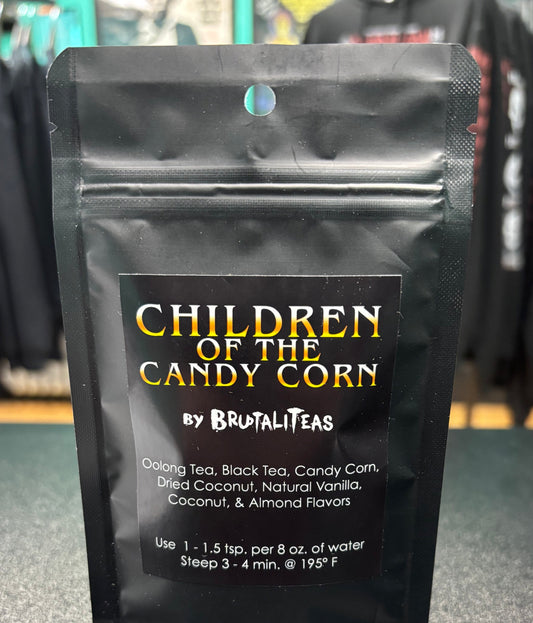 CHILDREN
OF THE
CANDY CORN
BY BRUTALITEAS
Oolong Tea, Black Tea, Candy Corn,
Dried Coconut, Natural Vanilla,
Coconut, & Almond Flavors
Use 1 - 1.5 tsp. per 8 oz. of water
Steep 3 - 4 min. @ 195º F